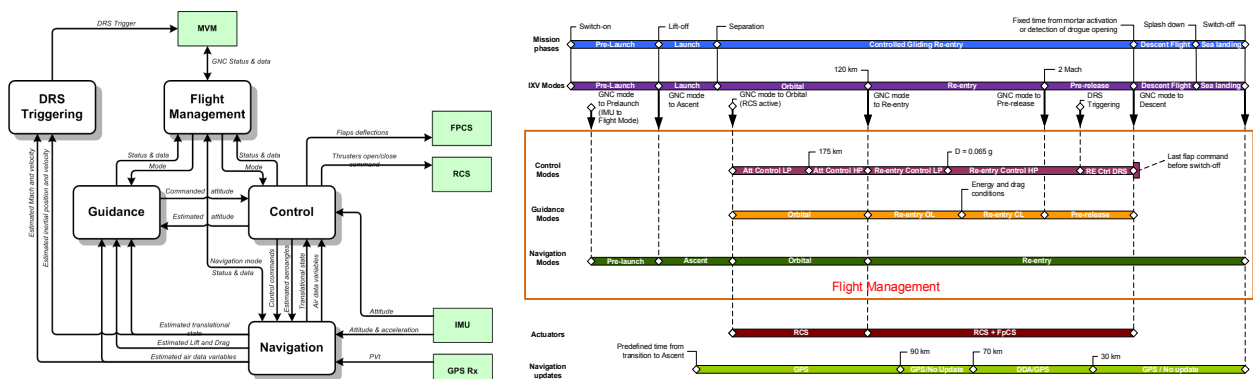 DRS Trigger
MVM
GNC Status & data
DRS
Triggering
Flight
Management
Flaps deflections
FPCS
Thrusters open/close
command
RCS
Status & data
Mode
Status & data
Mode
Estimated Mach and velocity
Estimated inertial position and velocity
Guidance
Commanded attitude
Estimated attitude
Control
Navigation mode
Status & data
Control commands
Estimated aeroangles
Translational state
Air data variables
Attitude
Attitude & acceleration
IMU
Estimated translational
state
Estimated Lift and Drag
Estimated air data variables
Navigation
PVt
GPS Rx
Switch-on
Lift-off
Separation
Fixed time from mortar activation
or detection of drogue opening
Splash down
Switch-off
Mission
phases
Pre-Launch
Launch
Controlled Gliding Re-entry
Descent Flight
Sea landing
120 km
2 Mach
IXV Modes
Pre-Launch
Launch
Orbital
Re-entry
Pre-release
Descent Flight
Sea landing
GNC mode
to Prelaunch
(IMU to
Flight Mode)
GNC mode
to Ascent
GNC mode
to Orbital
(RCS active)
GNC mode
to Re-entry
GNC mode to
Pre-release
DRS
Triggering
GNC mode to
Descent
175 km
D = 0.065 g
Last flap command
before switch-off
Control
Modes
Att Control LP
Att Control HP
Re-entry Control LP
Re-entry Control HP
RE Ctrl DRS
Energy and drag
conditions
Guidance
Modes
Orbital
Re-entry OL
Re-entry CL
Pre-release
Navigation
Modes
Pre-launch
Ascent
Orbital
Re-entry
Flight Management
Actuators
RCS
RCS + FpCS
Predefined time from
transition to Ascent
90 km
70 km
30 km
Navigation
updates
GPS
GPS/No Update
DDA/GPS
GPS / No update